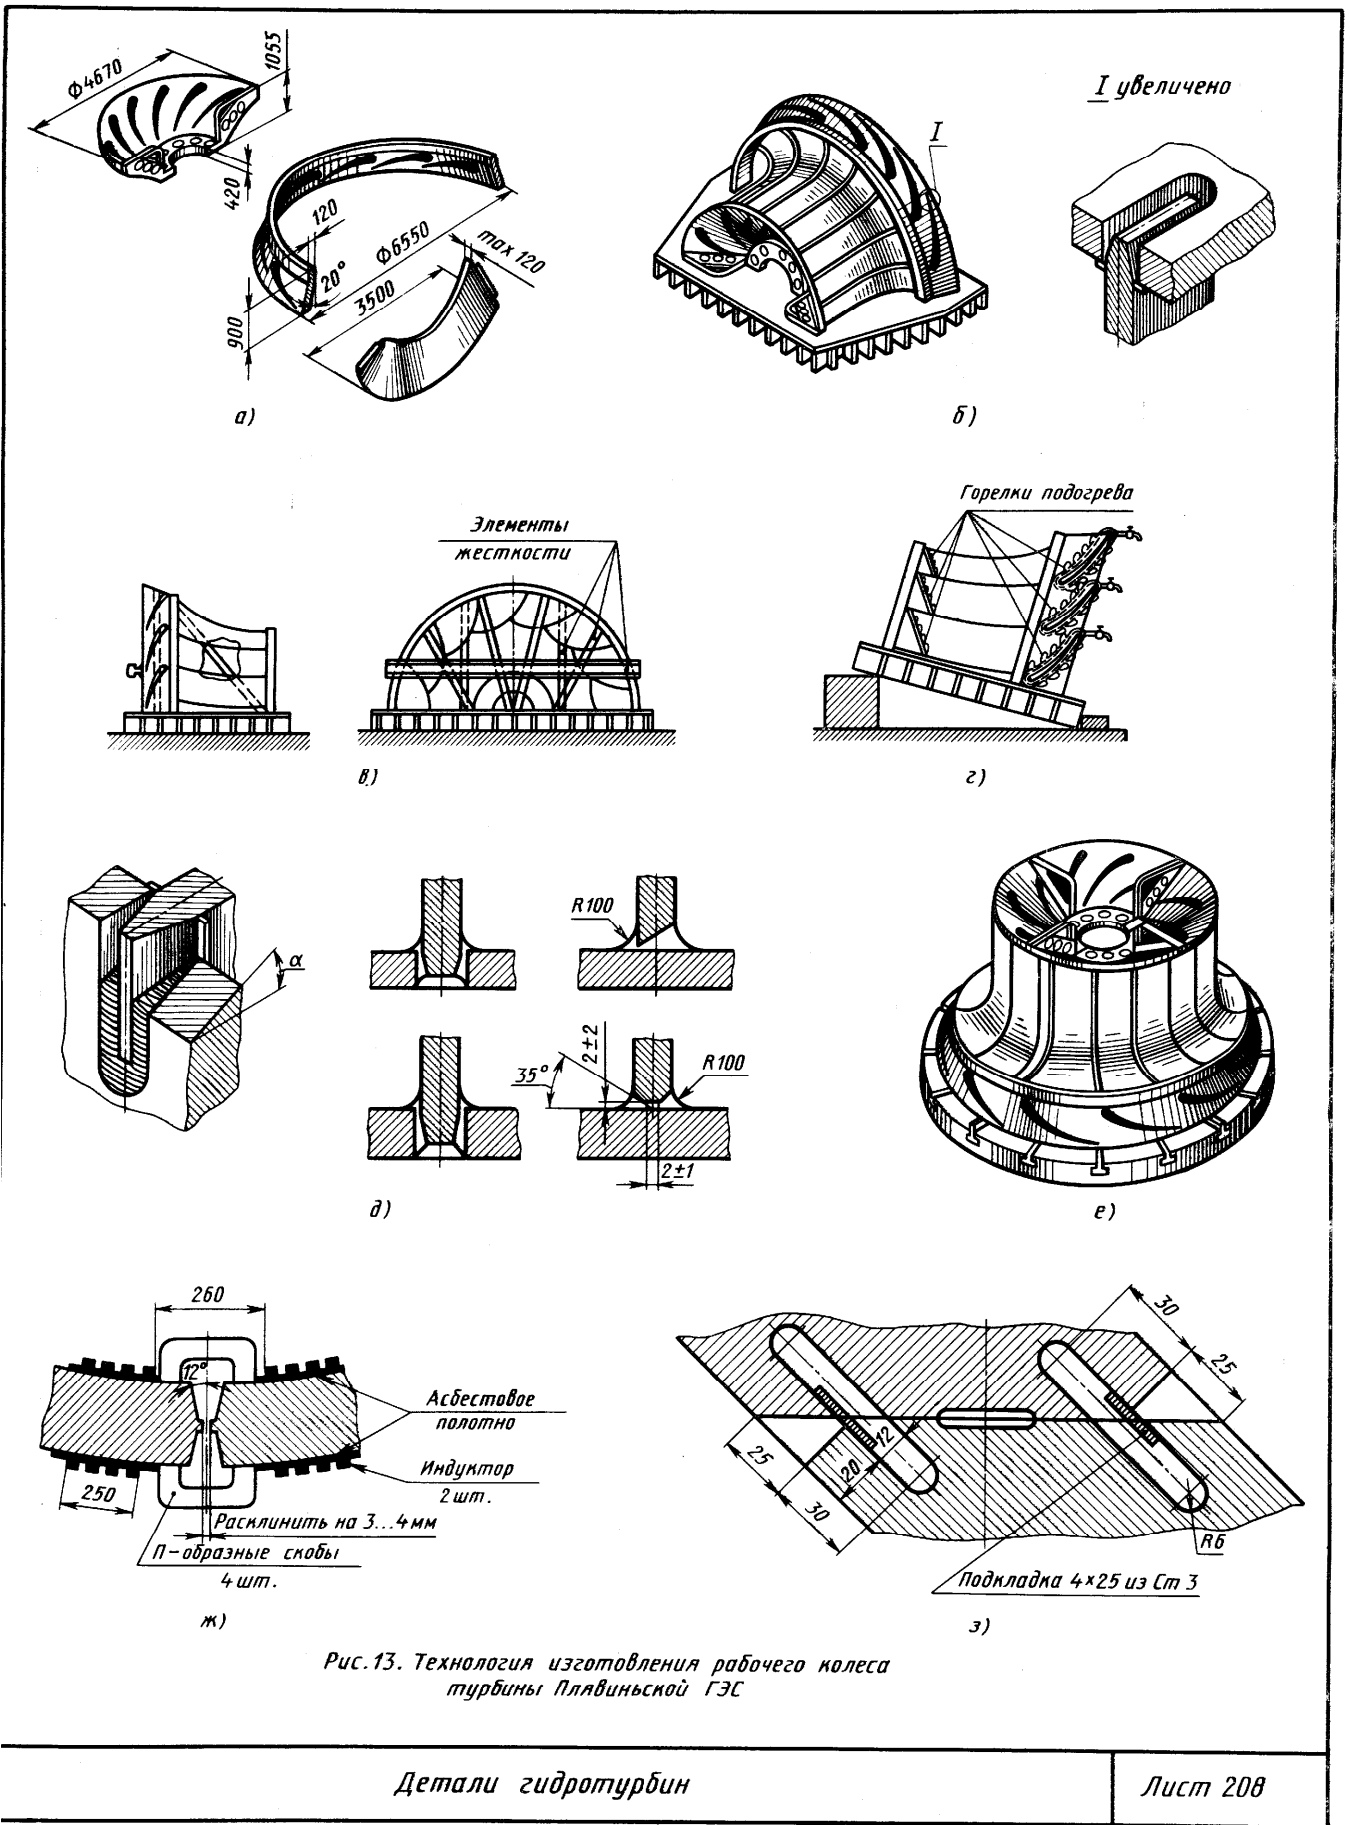 Ф4670
1055
420
120
Ф6550
max 120
20°
3500
900
а)
I
I увеличено
б)
Элементы
жесткости
в)
Горелки подогрева
г)
α
R100
35°
2±2
R100
2±1
д)
е)
260
12°
Асбестовое
полотно
Индуктор
2 шт.
250
Расклинить на 3...4 мм
П-образные скобы
4 шт.
ж)
30
25
12
25
20
30
R6
Подкладка 4×25 из Ст 3
з)
Рис. 13. Технология изготовления рабочего колеса
турбины Плявиньской ГЭС
Детали гидротурбин
Лист 208